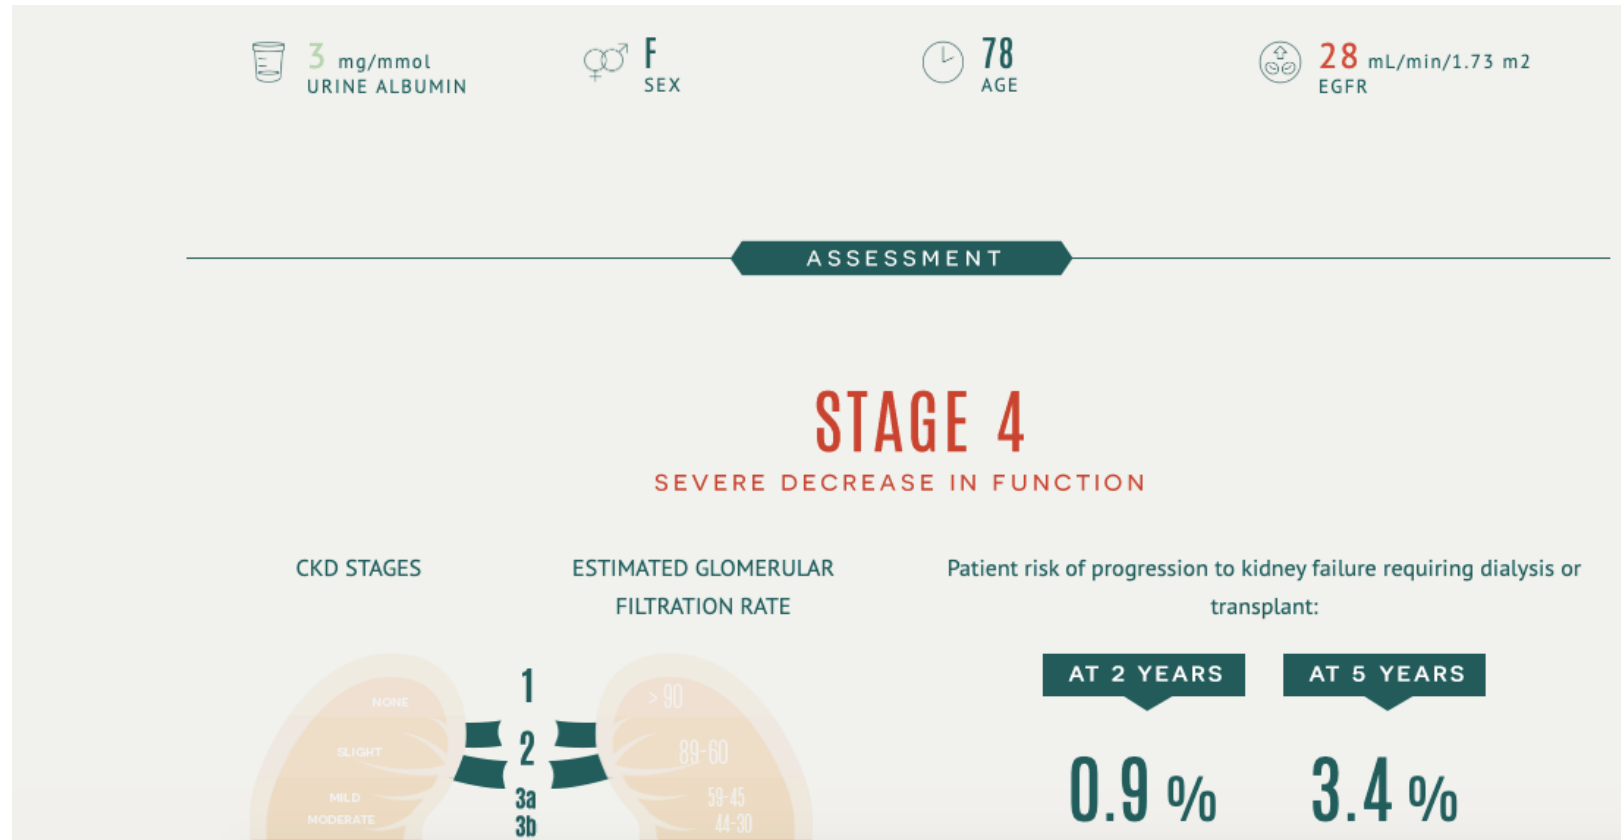 3 mg/mmol
URINE ALBUMIN
F
SEX
78
AGE
28 mL/min/1.73 m2
EGFR
ASSESSMENT
STAGE 4
SEVERE DECREASE IN FUNCTION
CKD STAGES
ESTIMATED GLOMERULAR
FILTRATION RATE
NONE
1
> 90
SLIGHT
2
89-60
MILD
3a
59-45
MODERATE
3b
44-30
Patient risk of progression to kidney failure requiring dialysis or
transplant:
AT 2 YEARS
AT 5 YEARS
0.9 %
3.4 %